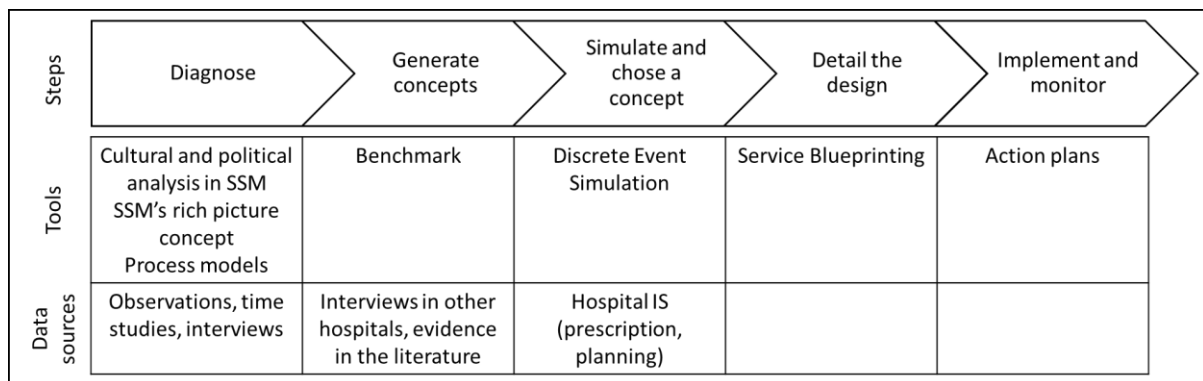 Steps
Diagnose
Generate
concepts
Simulate and
chose a
concept
Detail the
design
Implement and
monitor
Tools
Cultural and political
analysis in SSM
SSM's rich picture
concept
Process models
Benchmark
Discrete Event
Simulation
Service Blueprinting
Action plans
Data
sources
Observations, time
studies, interviews
Interviews in other
hospitals, evidence
in the literature
Hospital IS
(prescription,
planning)